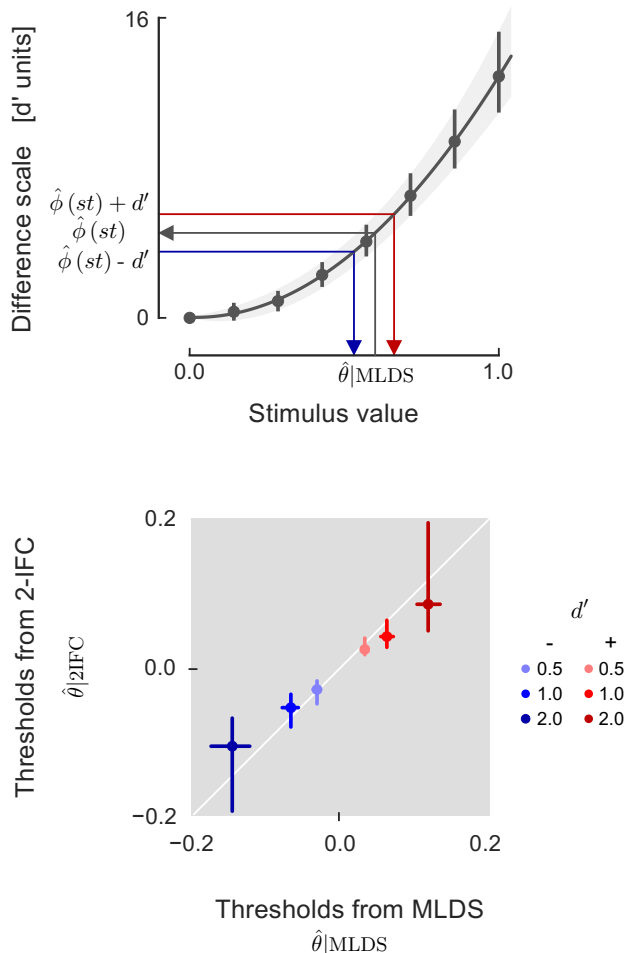 Difference scale [d' units]
16
φ̂ (st) + d′
φ̂ (st)
φ̂ (st) - d′
0
0.0
θ̂|MLDS
1.0
Stimulus value
Thresholds from 2-IFC
θ̂|2IFC
0.2
0.0
−0.2
−0.2
0.0
0.2
d′
- +
0.5 0.5
1.0 1.0
2.0 2.0
Thresholds from MLDS
θ̂|MLDS